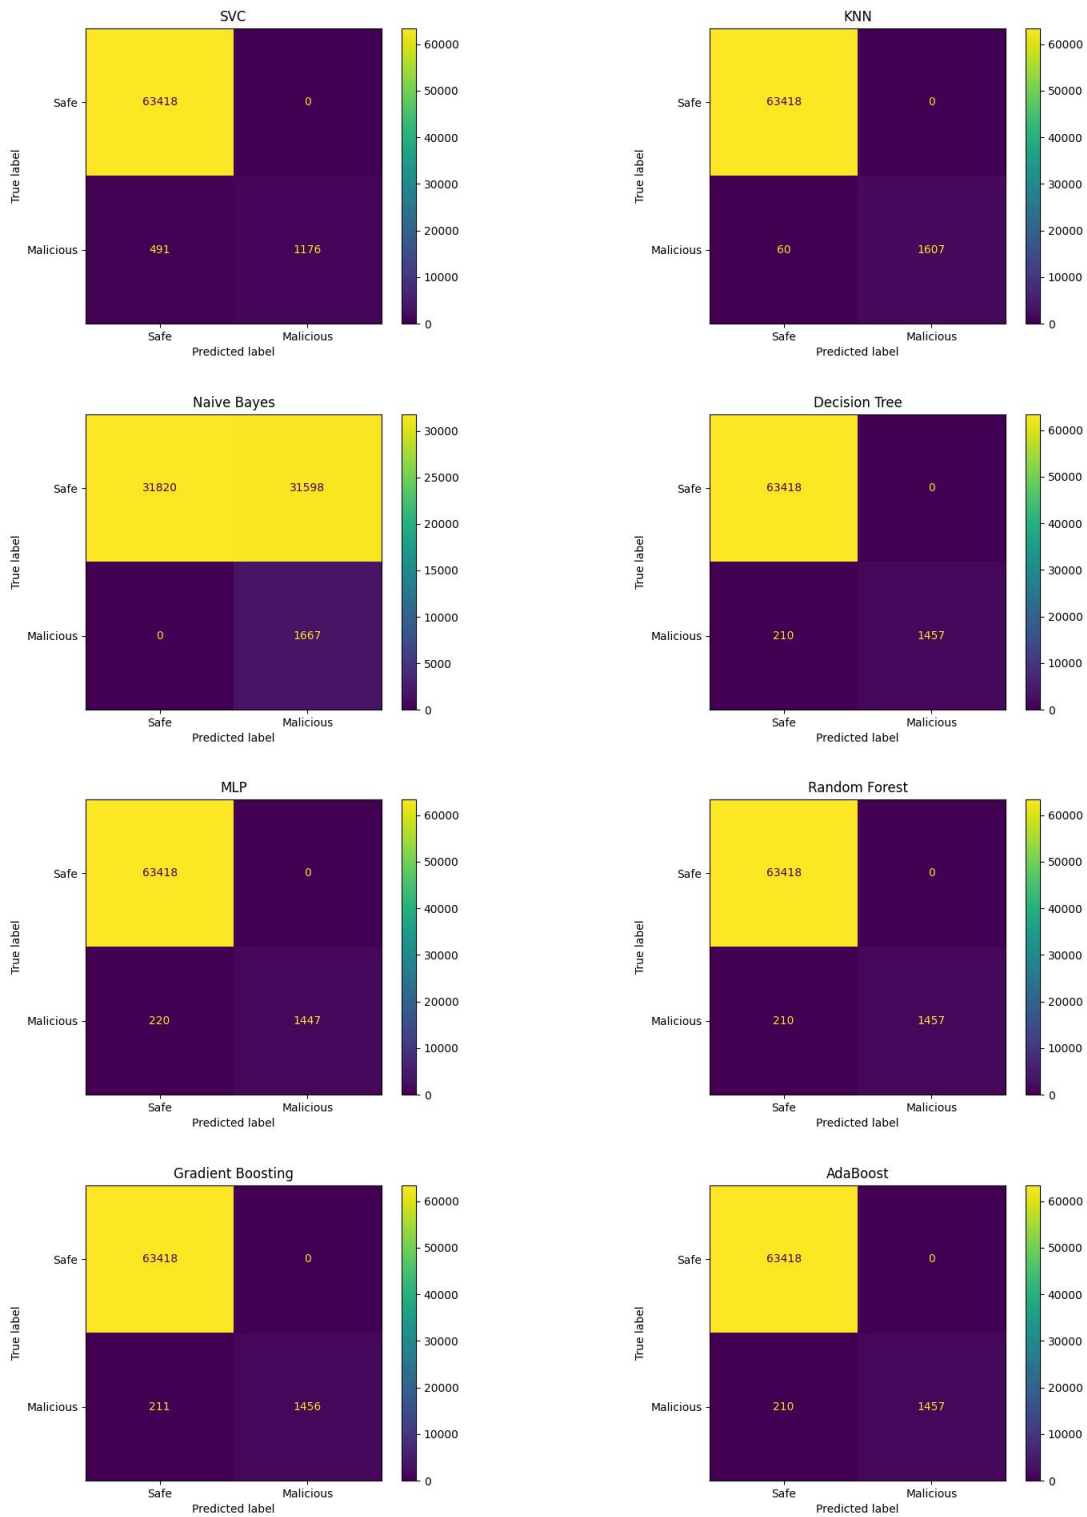 SVC
Safe
Malicious
True label
63418
0
491
1176
Safe
Malicious
Predicted label
60000
50000
40000
30000
20000
10000
0
KNN
Safe
Malicious
True label
63418
0
60
1607
Safe
Malicious
Predicted label
60000
50000
40000
30000
20000
10000
0
Naive Bayes
Safe
Malicious
True label
31820
31598
0
1667
Safe
Malicious
Predicted label
30000
25000
20000
15000
10000
5000
0
Decision Tree
Safe
Malicious
True label
63418
0
210
1457
Safe
Malicious
Predicted label
60000
50000
40000
30000
20000
10000
0
MLP
Safe
Malicious
True label
63418
0
220
1447
Safe
Malicious
Predicted label
60000
50000
40000
30000
20000
10000
0
Random Forest
Safe
Malicious
True label
63418
0
210
1457
Safe
Malicious
Predicted label
60000
50000
40000
30000
20000
10000
0
Gradient Boosting
Safe
Malicious
True label
63418
0
211
1456
Safe
Malicious
Predicted label
60000
50000
40000
30000
20000
10000
0
AdaBoost
Safe
Malicious
True label
63418
0
210
1457
Safe
Malicious
Predicted label
60000
50000
40000
30000
20000
10000
0